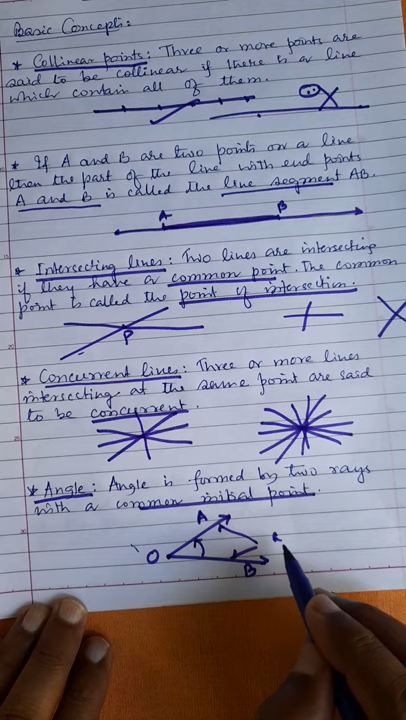 Basic Concept:
* Collinear points: Three or more points are
said to be collinear if there is a line
which contain all of them.
* If A and B are two points on a line
then the part of the line with end points
A and B is called the line segment AB.
A B
* Intersecting lines: Two lines are intersecting
if they have a common point. The common
point is called the point of intersection.
P
* Concurrent lines: Three or more lines
intersecting at the same point are said
to be concurrent.
* Angle: Angle is formed by two rays
with a common initial point.
A
O
B